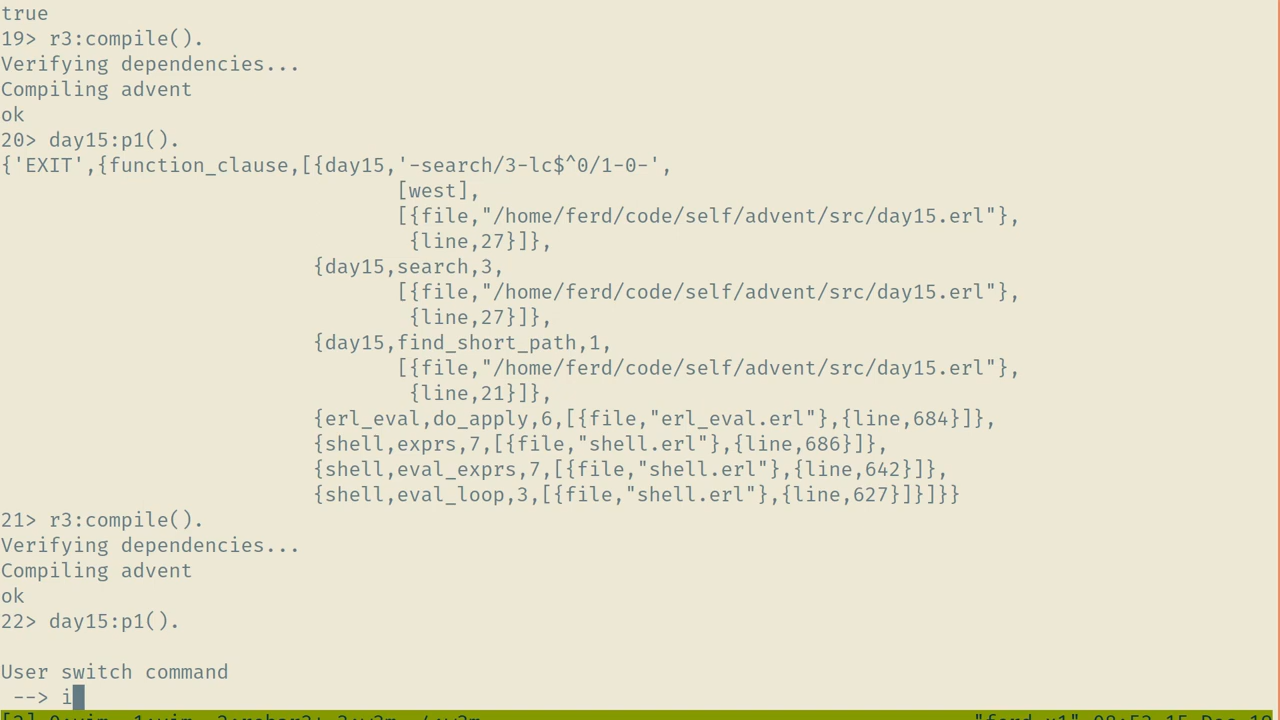 true
19> r3:compile().
Verifying dependencies...
Compiling advent
ok
20> day15:p1().
{'EXIT',{function_clause,[{day15,'-search/3-lc$^0/1-0-',
[west],
[{file,"/home/ferd/code/self/advent/src/day15.erl"},
{line,27}]},
{day15,search,3,
[{file,"/home/ferd/code/self/advent/src/day15.erl"},
{line,27}]},
{day15,find_short_path,1,
[{file,"/home/ferd/code/self/advent/src/day15.erl"},
{line,21}]},
{erl_eval,do_apply,6,[{file,"erl_eval.erl"},{line,684}]},
{shell,exprs,7,[{file,"shell.erl"},{line,686}]},
{shell,eval_exprs,7,[{file,"shell.erl"},{line,642}]},
{shell,eval_loop,3,[{file,"shell.erl"},{line,627}]}]}}
21> r3:compile().
Verifying dependencies...
Compiling advent
ok
22> day15:p1().
User switch command
--> i